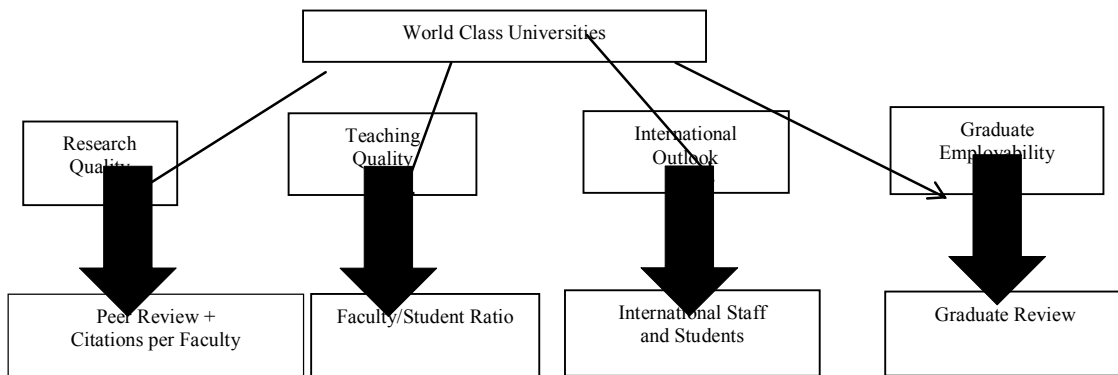 World Class Universities
Research
Quality
Teaching
Quality
International
Outlook
Graduate
Employability
Peer Review +
Citations per Faculty
Faculty/Student Ratio
International Staff
and Students
Graduate Review